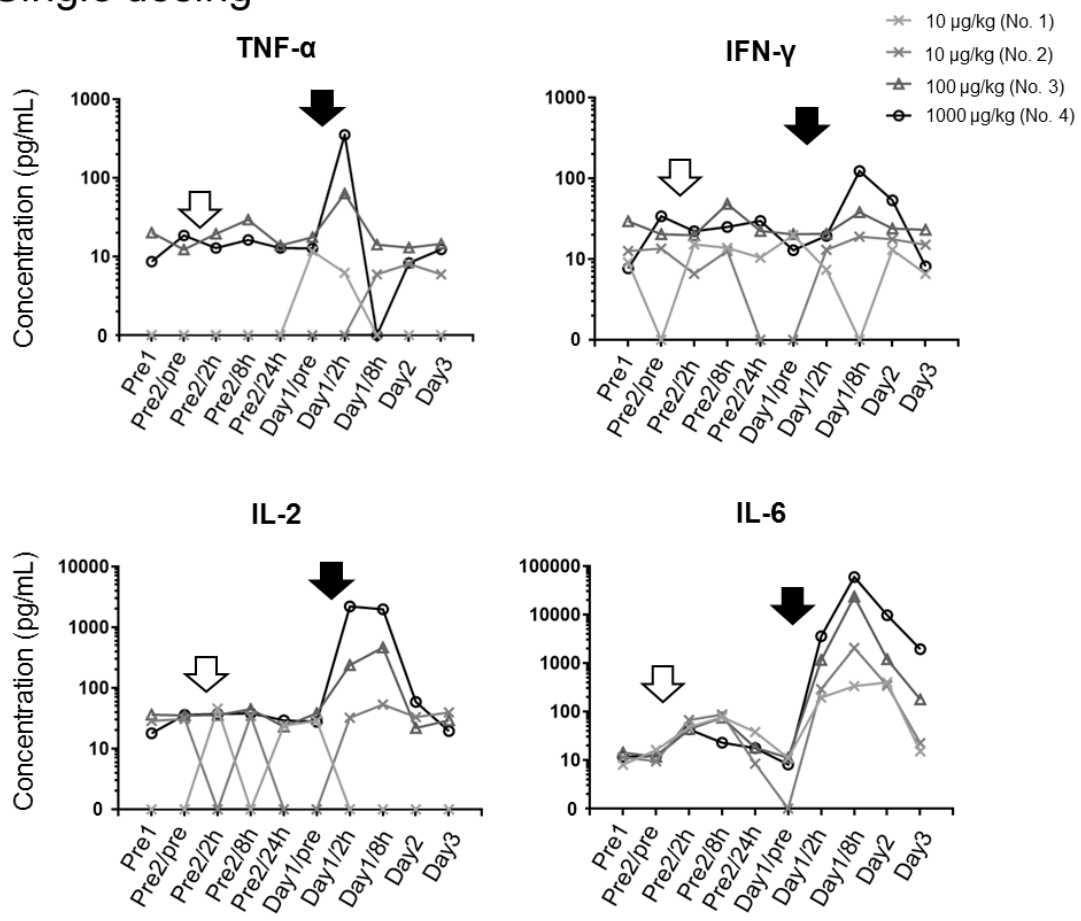 Single dosing
10 µg/kg (No. 1)
10 µg/kg (No. 2)
100 µg/kg (No. 3)
1000 µg/kg (No. 4)
TNF-α
Concentration (pg/mL)
1000
100
10
0
Pre1
Pre2/pre
Pre2/2h
Pre2/8h
Pre2/24h
Day1/pre
Day1/2h
Day1/8h
Day2
Day3
IFN-γ
1000
100
10
0
Pre1
Pre2/pre
Pre2/2h
Pre2/8h
Pre2/24h
Day1/pre
Day1/2h
Day1/8h
Day2
Day3
IL-2
Concentration (pg/mL)
10000
1000
100
10
0
Pre1
Pre2/pre
Pre2/2h
Pre2/8h
Pre2/24h
Day1/pre
Day1/2h
Day1/8h
Day2
Day3
IL-6
100000
10000
1000
100
10
0
Pre1
Pre2/pre
Pre2/2h
Pre2/8h
Pre2/24h
Day1/pre
Day1/2h
Day1/8h
Day2
Day3